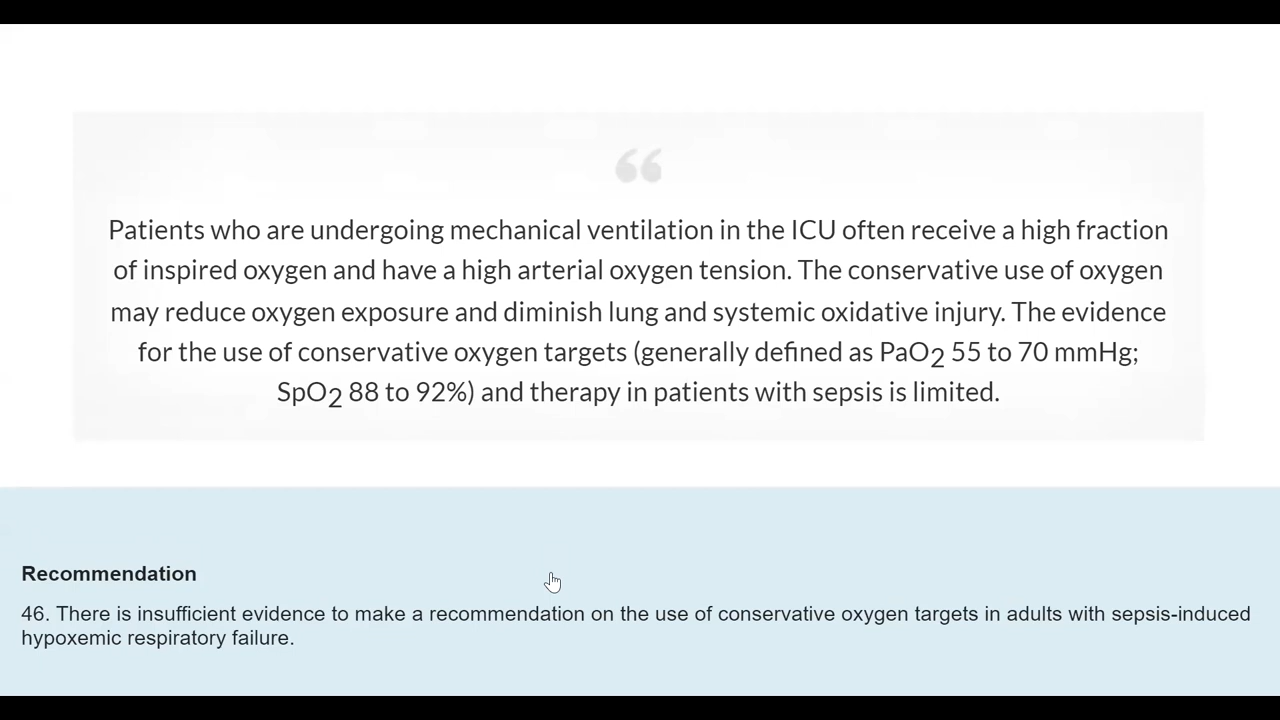 “
Patients who are undergoing mechanical ventilation in the ICU often receive a high fraction
of inspired oxygen and have a high arterial oxygen tension. The conservative use of oxygen
may reduce oxygen exposure and diminish lung and systemic oxidative injury. The evidence
for the use of conservative oxygen targets (generally defined as PaO2 55 to 70 mmHg;
SpO2 88 to 92%) and therapy in patients with sepsis is limited.
Recommendation
46. There is insufficient evidence to make a recommendation on the use of conservative oxygen targets in adults with sepsis-induced
hypoxemic respiratory failure.